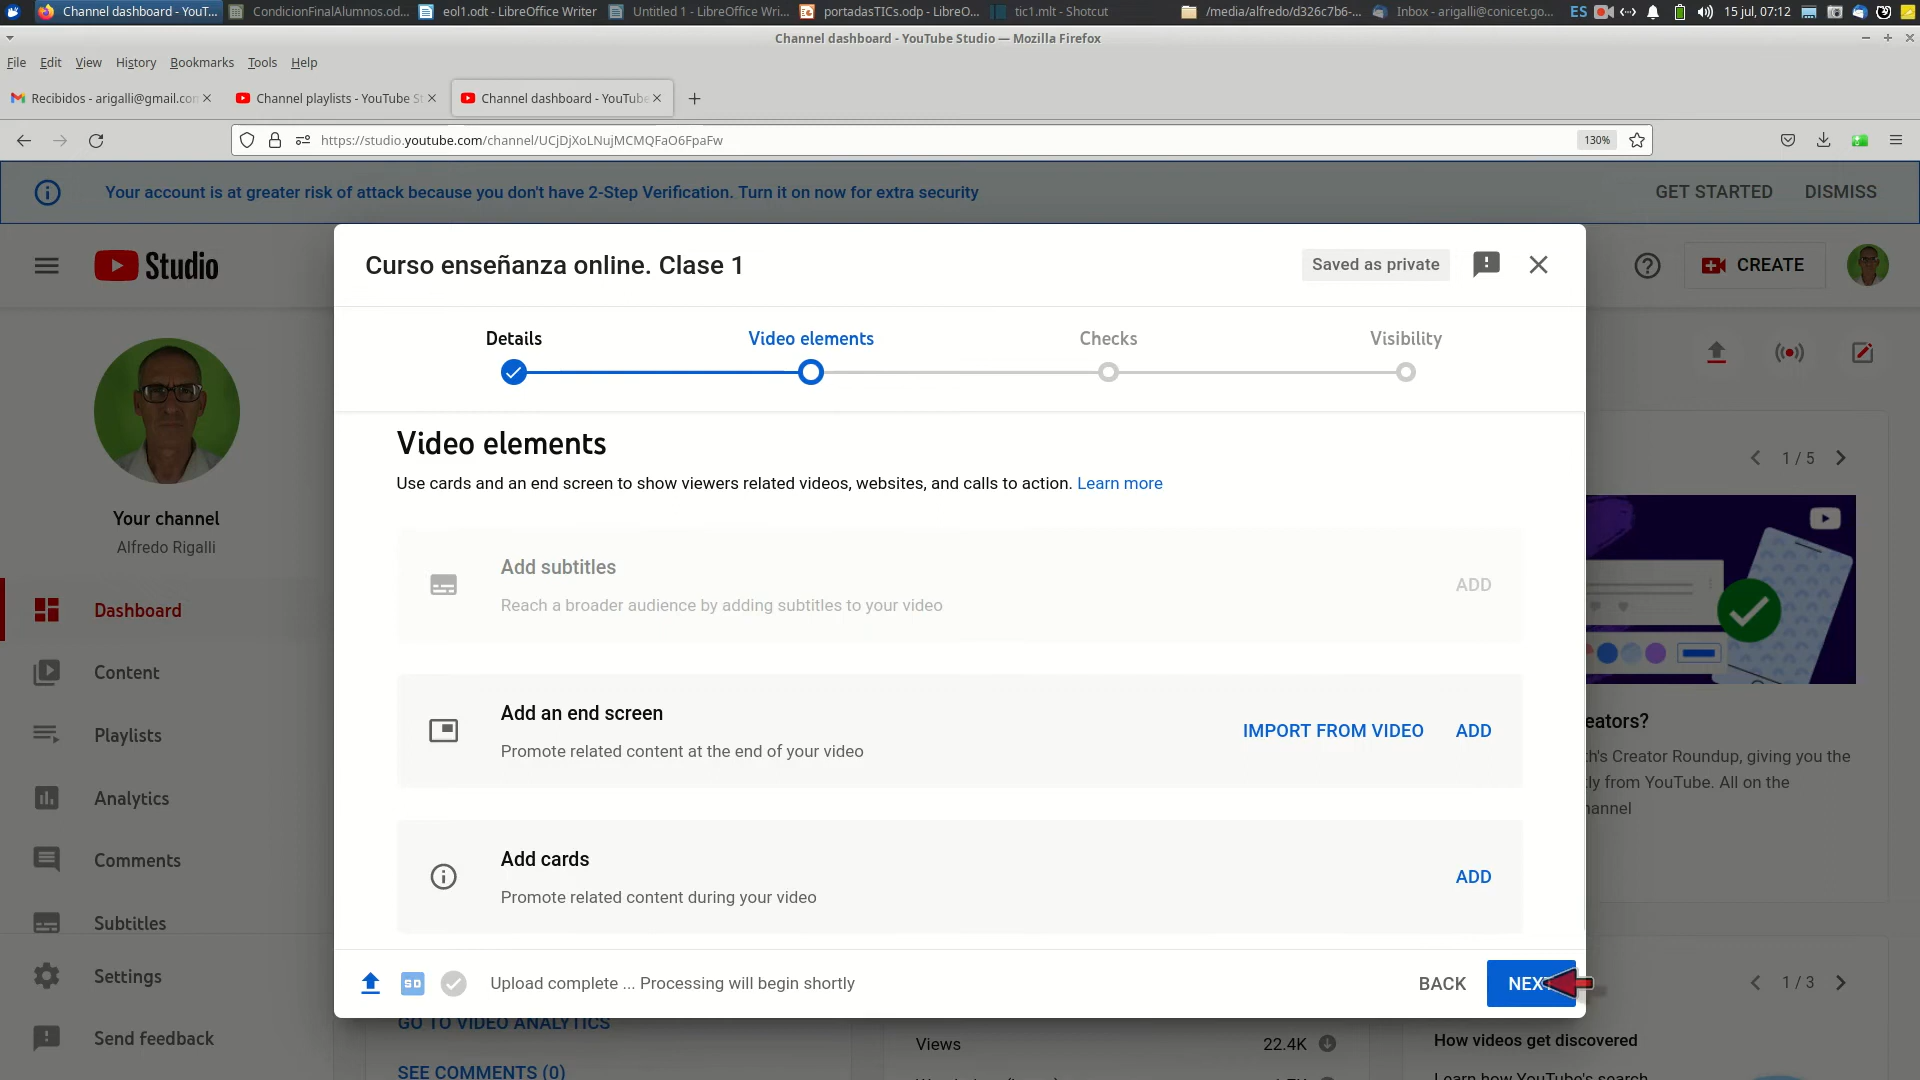 Channel dashboard - YouT...
CondicionFinalAlumnos.od...
eol1.odt - LibreOffice Writer
Untitled 1 - LibreOffice Wri...
portadasTICs.odp - LibreO...
tic1.mlt - Shotcut
/media/alfredo/d326c7b6-...
Inbox - arigalli@conicet.go...
ES
15 jul, 07:12
Channel dashboard - YouTube Studio — Mozilla Firefox
File Edit View History Bookmarks Tools Help
Recibidos - arigalli@gmail.com
Channel playlists - YouTube St
Channel dashboard - YouTube
https://studio.youtube.com/channel/UCjDjXoLNujMCMQFaO6FpaFw
130%
Your account is at greater risk of attack because you don't have 2-Step Verification. Turn it on now for extra security
GET STARTED
DISMISS
Studio
CREATE
Curso enseñanza online. Clase 1
Saved as private
Details
Video elements
Checks
Visibility
Video elements
Use cards and an end screen to show viewers related videos, websites, and calls to action. Learn more
Add subtitles
Reach a broader audience by adding subtitles to your video
ADD
Add an end screen
Promote related content at the end of your video
IMPORT FROM VIDEO
ADD
Add cards
Promote related content during your video
ADD
SD
Upload complete ... Processing will begin shortly
BACK
NEXT
Your channel
Alfredo Rigalli
Dashboard
Content
Playlists
Analytics
Comments
Subtitles
Settings
Send feedback
1 / 5
eators?
h's Creator Roundup, giving you the
ly from YouTube. All on the
hannel
GO TO VIDEO ANALYTICS
SEE COMMENTS (0)
Views
22.4K
1 / 3
How videos get discovered
Learn how YouTube's search